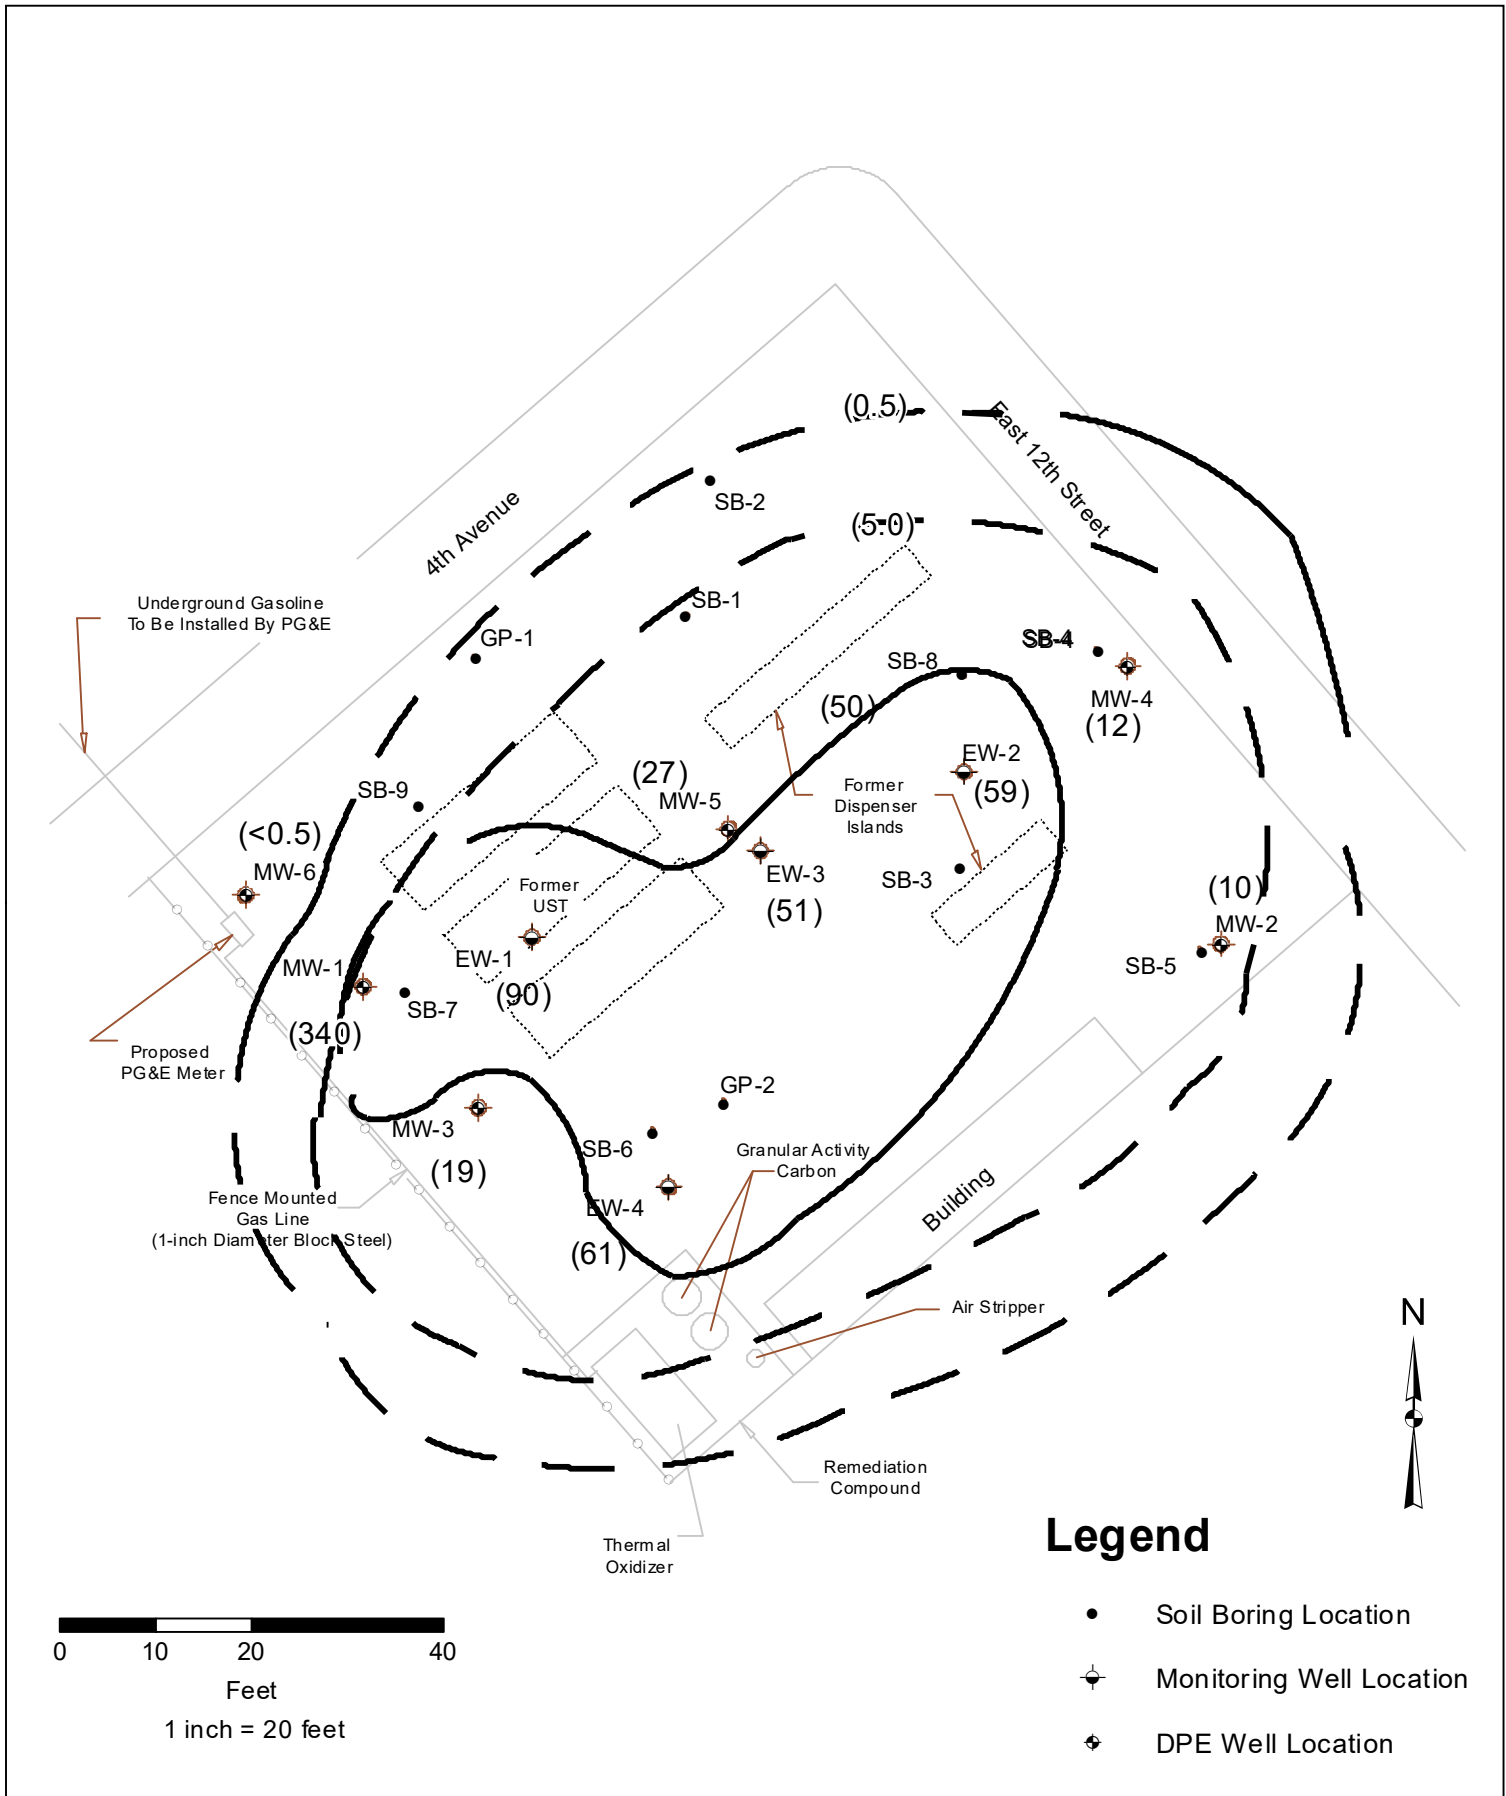 (0.5)
East 12th Street
4th Avenue
SB-2
(5.0)
Underground Gasoline
To Be Installed By PG&E
SB-1
GP-1
SB-4
SB-8
MW-4
(12)
(50)
EW-2
(59)
(27)
MW-5
Former
Dispenser
Islands
SB-9
(<0.5)
MW-6
EW-3
(51)
SB-3
Former
UST
(10)
MW-2
SB-5
EW-1
(90)
MW-1
SB-7
(340)
Proposed
PG&E Meter
GP-2
MW-3
(19)
SB-6
Granular Activity
Carbon
EW-4
(61)
Building
Fence Mounted
Gas Line
(1-inch Diameter Block Steel)
Air Stripper
N
Remediation
Compound
Thermal
Oxidizer
Legend
Soil Boring Location
Monitoring Well Location
DPE Well Location
0 10 20 40
Feet
1 inch = 20 feet